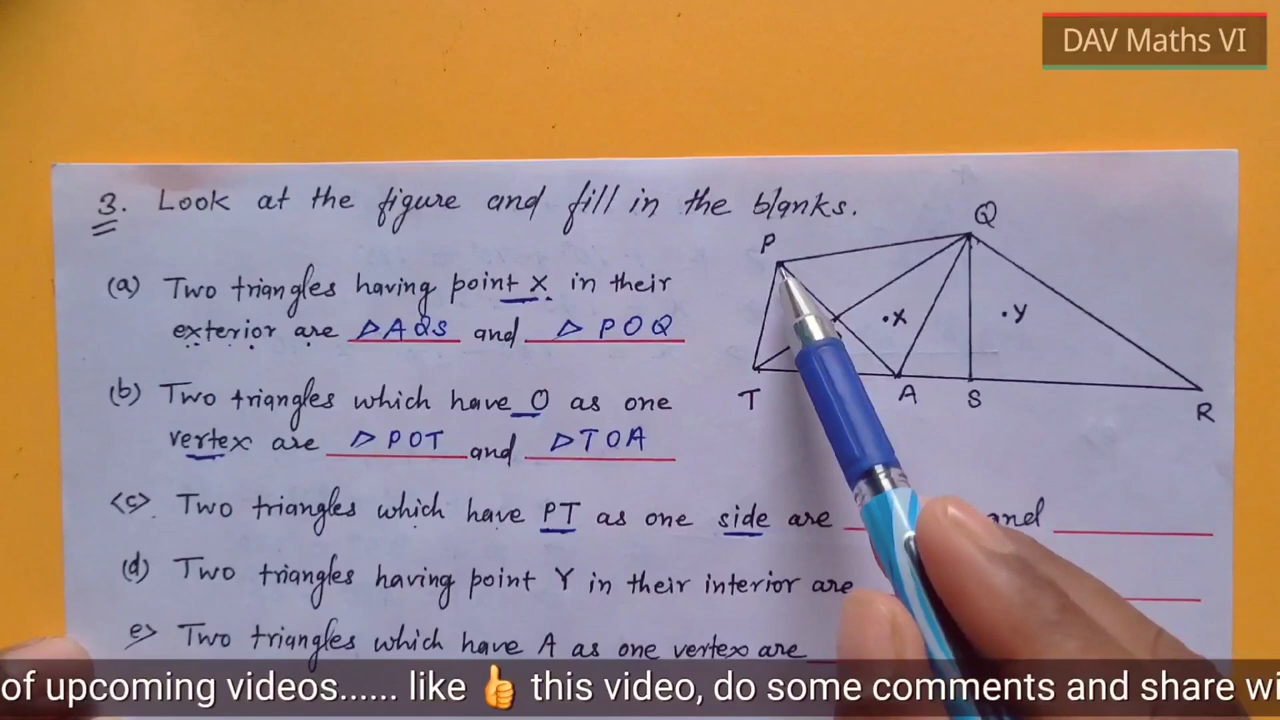 DAV Maths VI
3. Look at the figure and fill in the blanks.
(a) Two triangles having point X in their
exterior are △AQS and △POQ
(b) Two triangles which have O as one
vertex are △POT and △TOA
(c) Two triangles which have PT as one side are and
(d) Two triangles having point Y in their interior are
e) Two triangles which have A as one vertex are
P
Q
.X
.Y
T
A
S
R
of upcoming videos...... like 👍 this video, do some comments and share wi